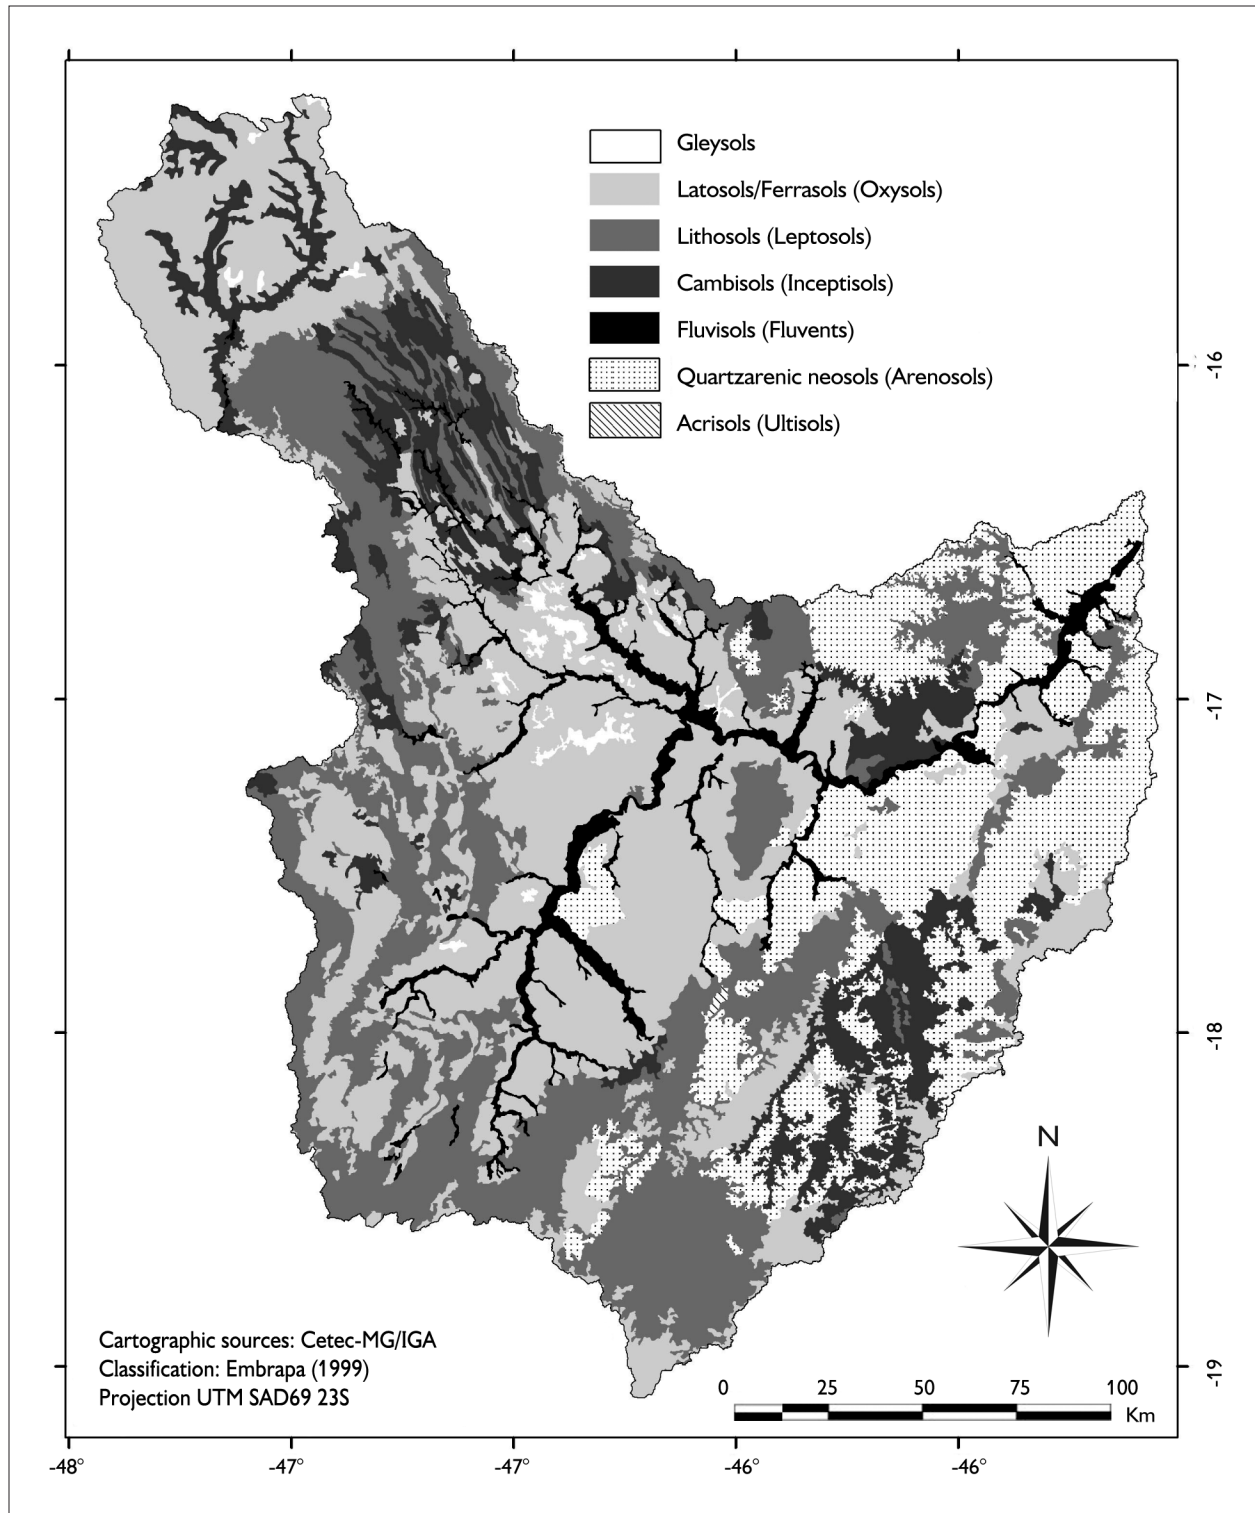 Gleysols
Latosols/Ferrasols (Oxysols)
Lithosols (Leptosols)
Cambisols (Inceptisols)
Fluvisols (Fluvents)
Quartzarenic neosols (Arenosols)
Acrisols (Ultisols)
-16
-17
-18
-19
N
Cartographic sources: Cetec-MG/IGA
Classification: Embrapa (1999)
Projection UTM SAD69 23S
0 25 50 75 100
Km
-48° -47° -47° -46° -46°